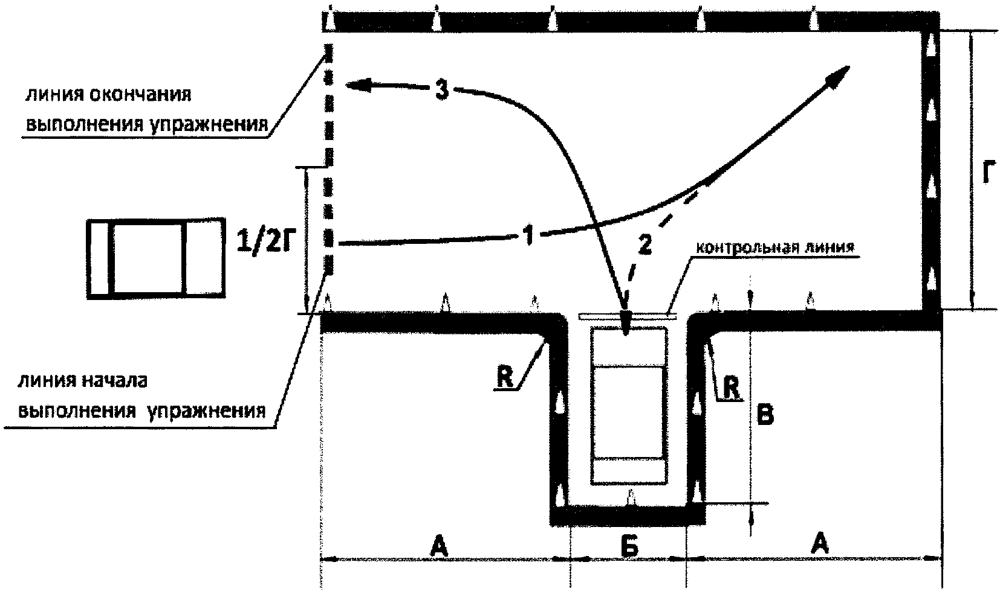 линия окончания
выполнения упражнения
3
1
2
1/2Г
Г
контрольная линия
линия начала
выполнения упражнения
R
R
В
А
Б
А